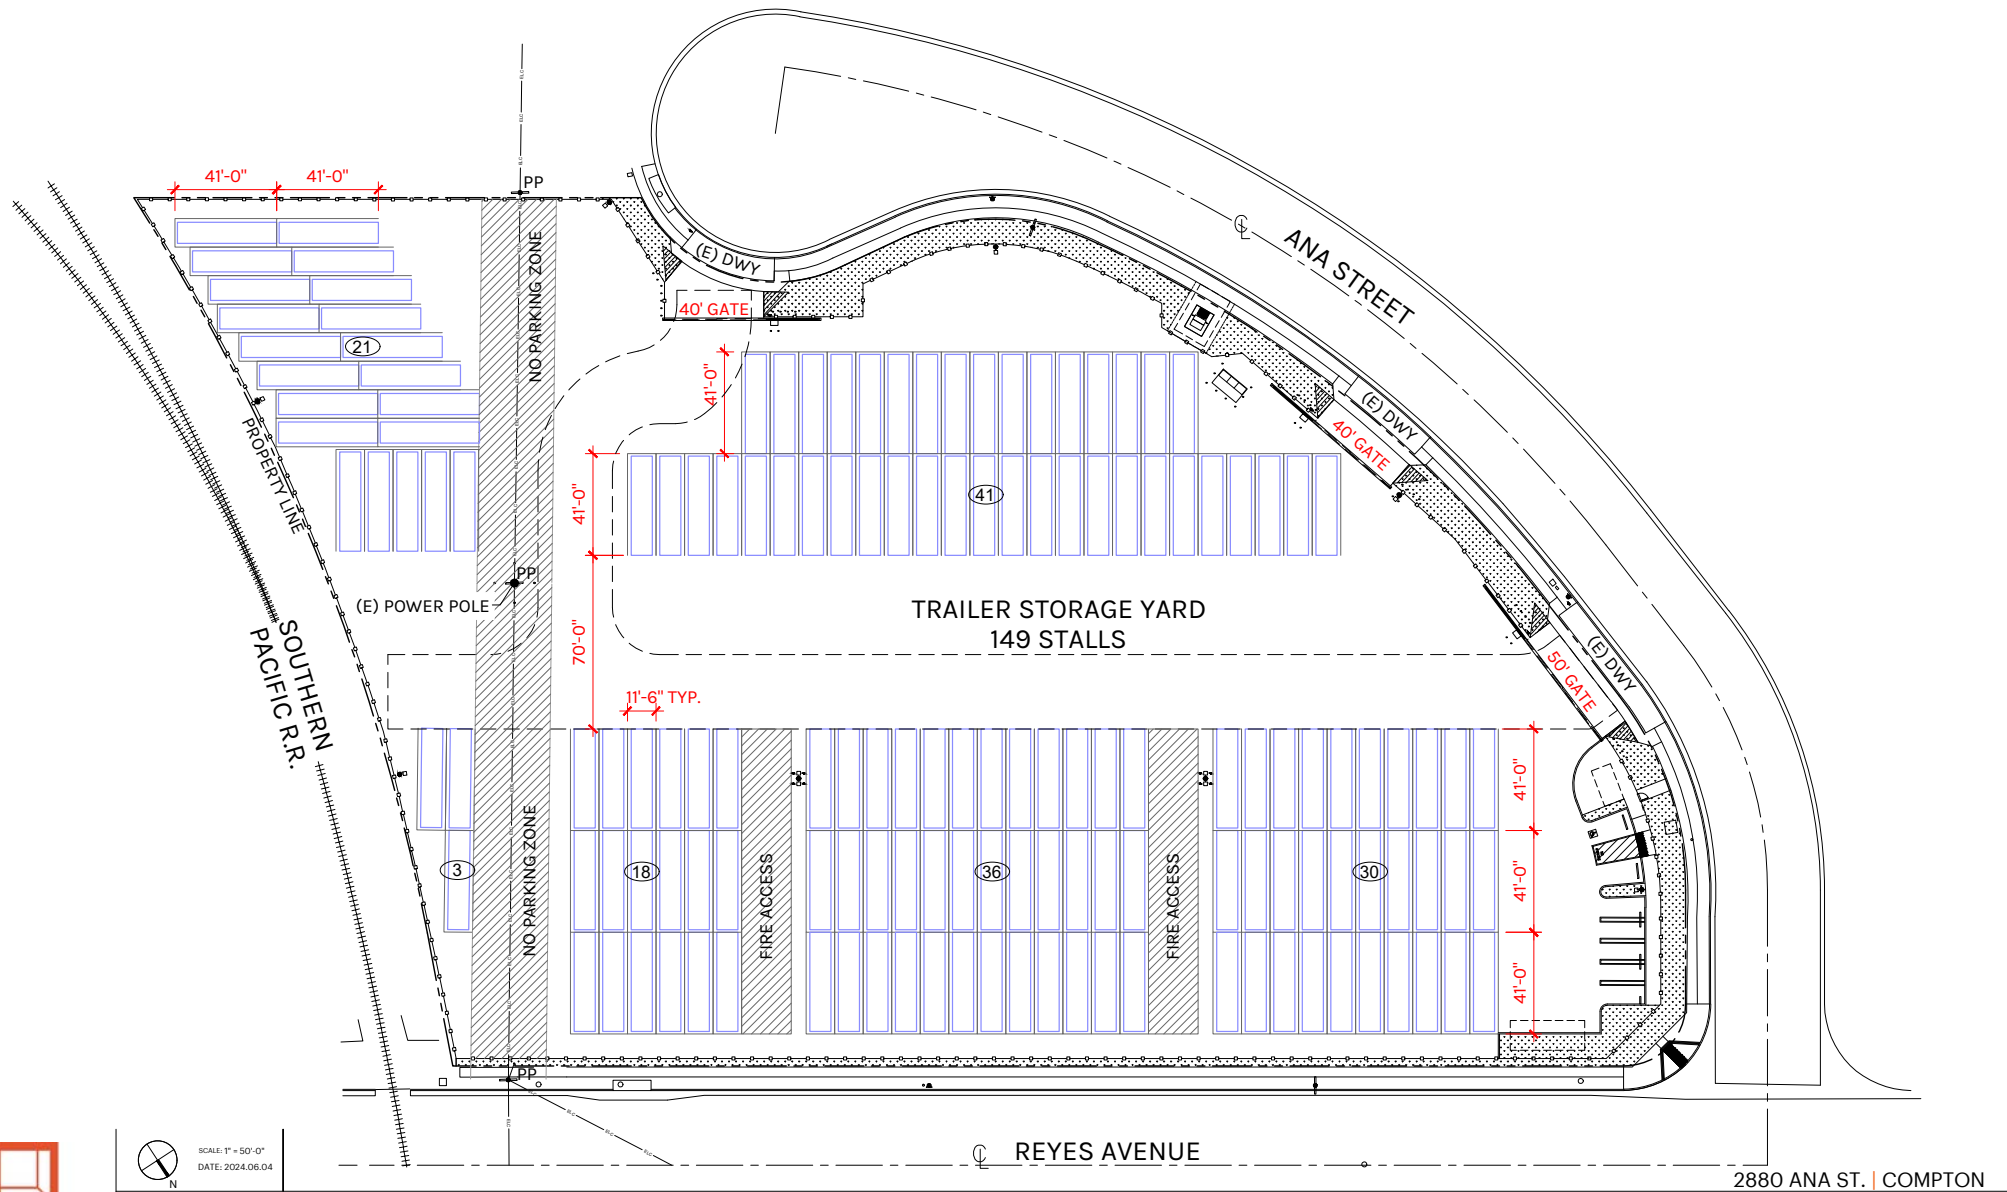 ANA STREET
41'-0"
41'-0"
PP
NO PARKING ZONE
(E) DWY
40' GATE
21
41'-0"
(E) DWY
40' GATE
PROPERTY LINE
41'-0"
41
PP
(E) POWER POLE
TRAILER STORAGE YARD
149 STALLS
70'-0"
(E) DWY
50' GATE
SOUTHERN
PACIFIC R.R.
11'-6" TYP.
41'-0"
NO PARKING ZONE
3
18
FIRE ACCESS
36
FIRE ACCESS
30
41'-0"
41'-0"
PP
REYES AVENUE
SCALE: 1" = 50'-0"
DATE: 2024.06.04
N
2880 ANA ST. | COMPTON